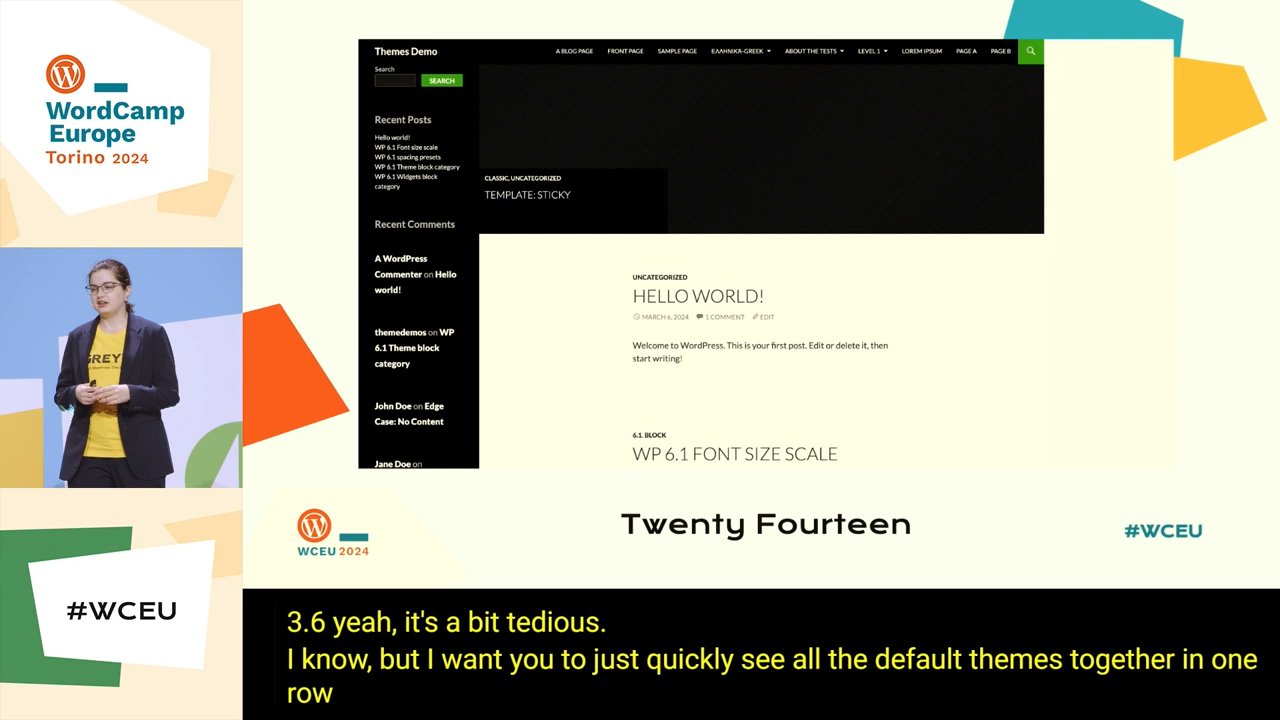 WordCamp
Europe
Torino 2024
GREY
#WCEU
Themes Demo
A BLOG PAGE
FRONT PAGE
SAMPLE PAGE
ΕΛΛΗΝΙΚΆ-GREEK
ABOUT THE TESTS
LEVEL 1
LOREM IPSUM
PAGE A
PAGE B
Search
SEARCH
Recent Posts
Hello world!
WP 6.1 Font size scale
WP 6.1 spacing presets
WP 6.1 Theme block category
WP 6.1 Widgets block
category
Recent Comments
A WordPress
Commenter on Hello
world!
themedemos on WP
6.1 Theme block
category
John Doe on Edge
Case: No Content
Jane Doe on
CLASSIC, UNCATEGORIZED
TEMPLATE: STICKY
UNCATEGORIZED
HELLO WORLD!
MARCH 6, 2024 1 COMMENT EDIT
Welcome to WordPress. This is your first post. Edit or delete it, then
start writing!
6.1. BLOCK
WP 6.1 FONT SIZE SCALE
WCEU 2024
Twenty Fourteen
#WCEU
3.6 yeah, it's a bit tedious.
I know, but I want you to just quickly see all the default themes together in one
row